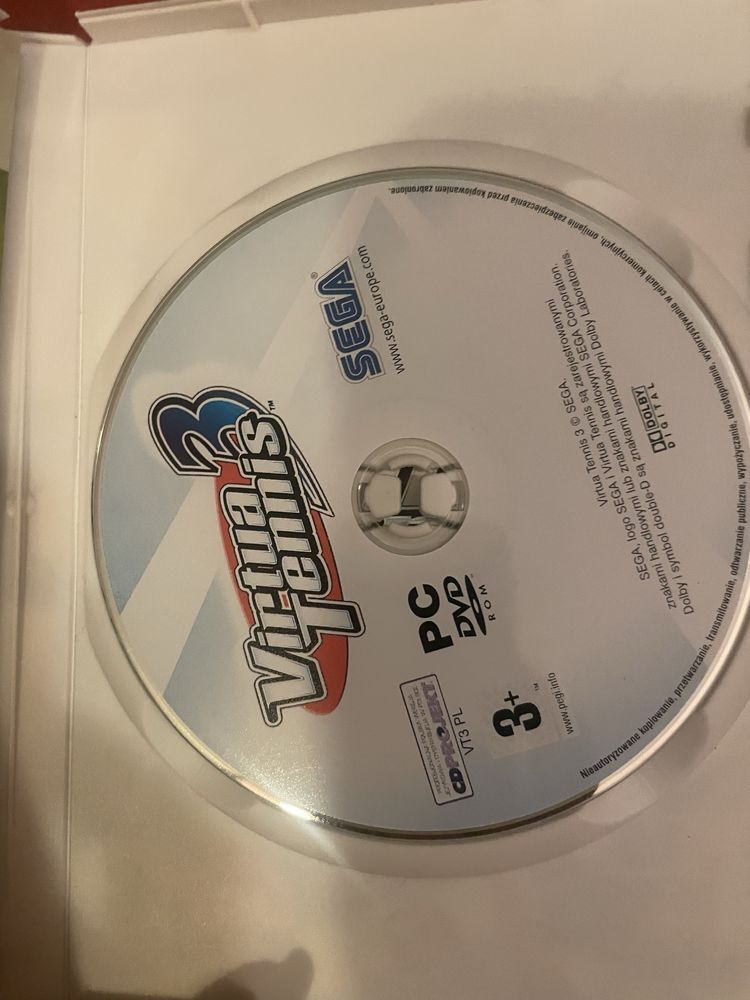 Virtua
Tennis 3™
SEGA®
www.sega-europe.com
PC
DVD
ROM
CD PROJEKT
VT3 PL
3+™
www.pegi.info
Virtua Tennis 3 © SEGA.
SEGA, logo SEGA i Virtua Tennis są zarejestrowanymi
znakami handlowymi lub znakami handlowymi SEGA Corporation.
Dolby i symbol double-D są znakami handlowymi Dolby Laboratories.
DOLBY
DIGITAL
Nieautoryzowane kopiowanie, przetwarzanie, transmitowanie, odtwarzanie publiczne, wypożyczanie, udostępnianie, wykorzystywanie w celach komercyjnych, omijanie zabezpieczenia przed kopiowaniem zabronione.